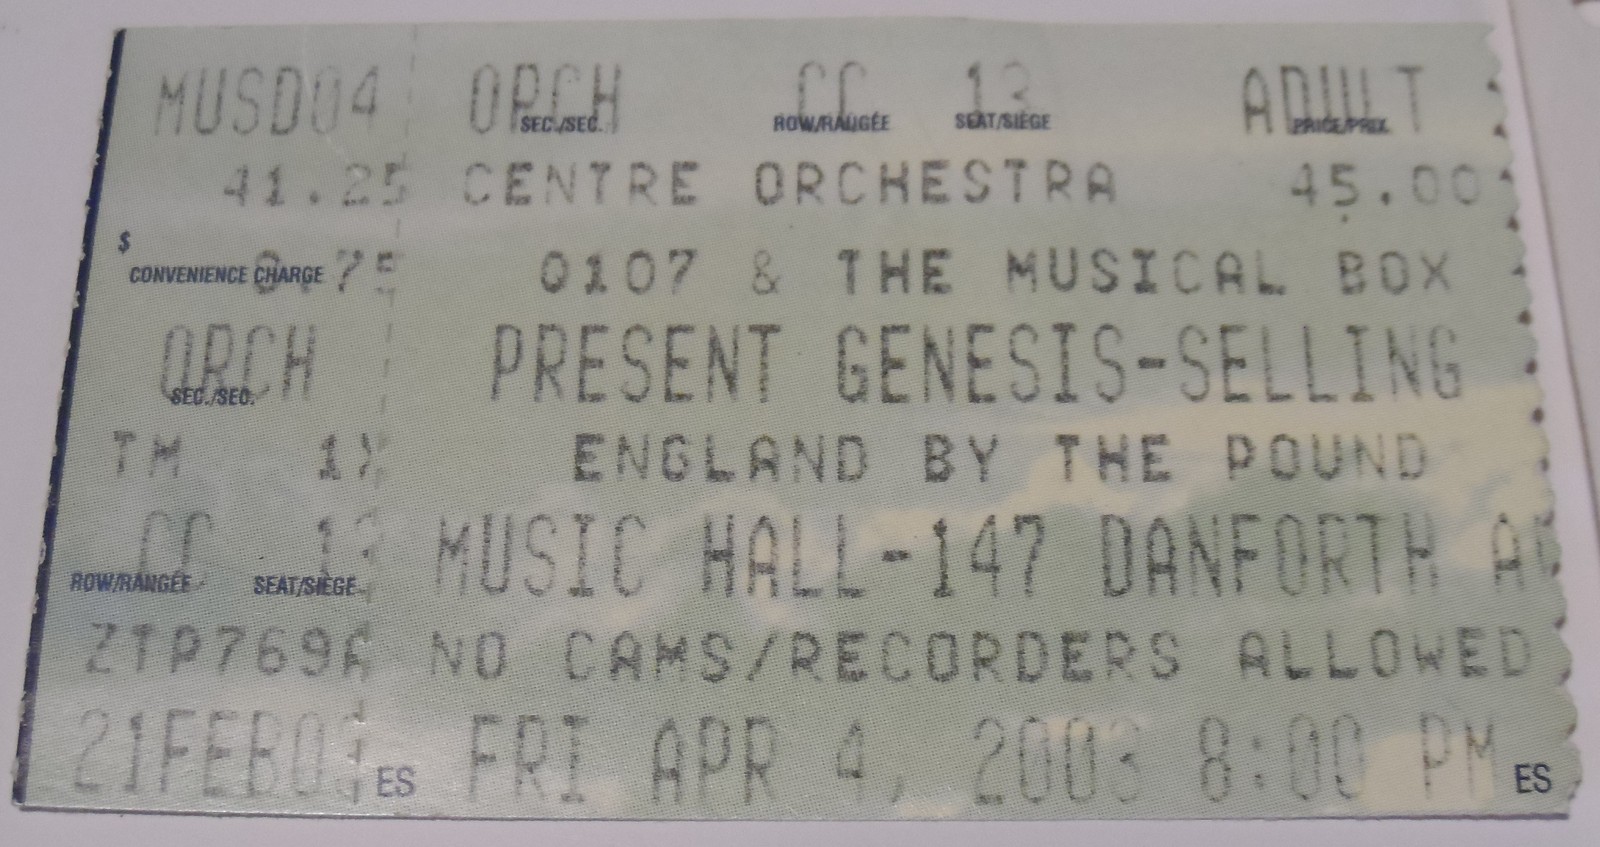 MUSD04 ORCH CC 13 ADULT
SEC./SEC. ROW/RANGÉE SEAT/SIÈGE PRICE/PRIX
41.25 CENTRE ORCHESTRA 45.00
$
CONVENIENCE CHARGE
Q107 & THE MUSICAL BOX
ORCH PRESENT GENESIS-SELLING
SEC./SEC.
TM ENGLAND BY THE POUND
CC 13 MUSIC HALL-147 DANFORTH
ROW/RANGÉE SEAT/SIÈGE
NO CAMS/RECORDERS ALLOWED
21FEB03 FRI APR 4, 2003 8:00 PM
ES ES